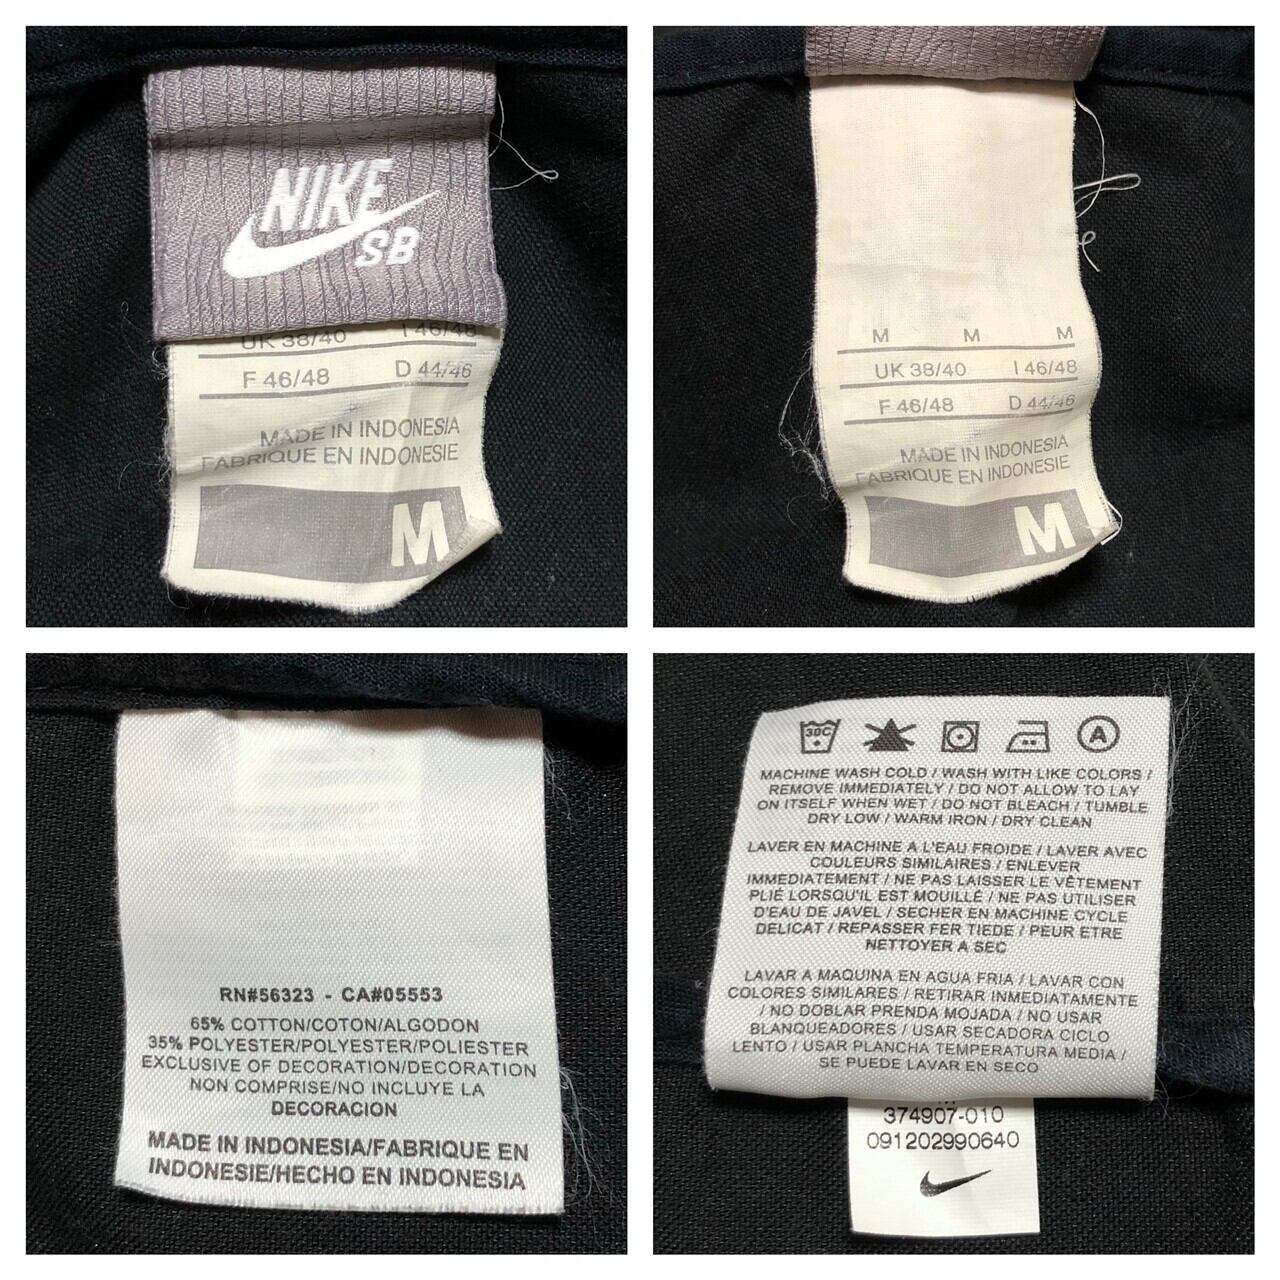 NIKE
SB
UK 38/40 I 46/48
F 46/48 D 44/46
MADE IN INDONESIA
FABRIQUE EN INDONESIE
M
M M M
UK 38/40 I 46/48
F 46/48 D 44/46
MADE IN INDONESIA
FABRIQUE EN INDONESIE
M
RN#56323 - CA#05553
65% COTTON/COTON/ALGODON
35% POLYESTER/POLYESTER/POLIESTER
EXCLUSIVE OF DECORATION/DECORATION
NON COMPRISE/NO INCLUYE LA
DECORACION
MADE IN INDONESIA/FABRIQUE EN
INDONESIE/HECHO EN INDONESIA
30C
A
MACHINE WASH COLD / WASH WITH LIKE COLORS /
REMOVE IMMEDIATELY / DO NOT ALLOW TO LAY
ON ITSELF WHEN WET / DO NOT BLEACH / TUMBLE
DRY LOW / WARM IRON / DRY CLEAN
LAVER EN MACHINE A L'EAU FROIDE / LAVER AVEC
COULEURS SIMILAIRES / ENLEVER
IMMEDIATEMENT / NE PAS LAISSER LE VÊTEMENT
PLIÉ LORSQU'IL EST MOUILLÉ / NE PAS UTILISER
D'EAU DE JAVEL / SECHER EN MACHINE CYCLE
DELICAT / REPASSER FER TIEDE / PEUR ETRE
NETTOYER A SEC
LAVAR A MAQUINA EN AGUA FRIA / LAVAR CON
COLORES SIMILARES / RETIRAR INMEDIATAMENTE
/ NO DOBLAR PRENDA MOJADA / NO USAR
BLANQUEADORES / USAR SECADORA CICLO
LENTO / USAR PLANCHA TEMPERATURA MEDIA /
SE PUEDE LAVAR EN SECO
M
374907-010
091202990640